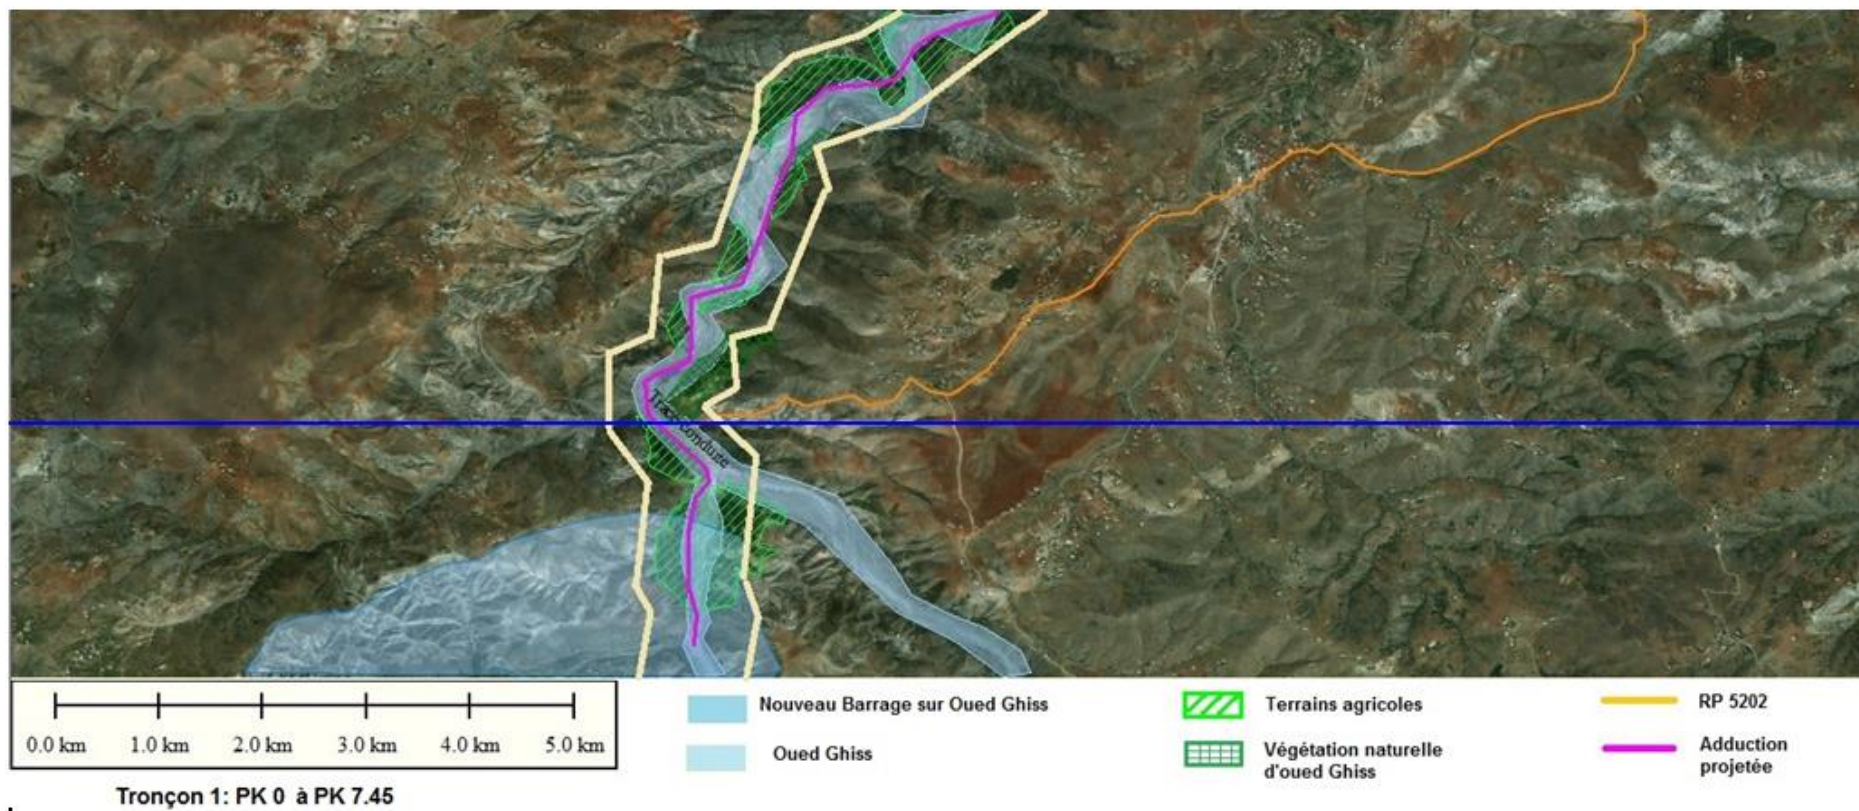 Tracé conduite
0.0 km 1.0 km 2.0 km 3.0 km 4.0 km 5.0 km
Nouveau Barrage sur Oued Ghiss
Oued Ghiss
Terrains agricoles
Végétation naturelle
d'oued Ghiss
RP 5202
Adduction
projetée
Tronçon 1: PK 0 à PK 7.45